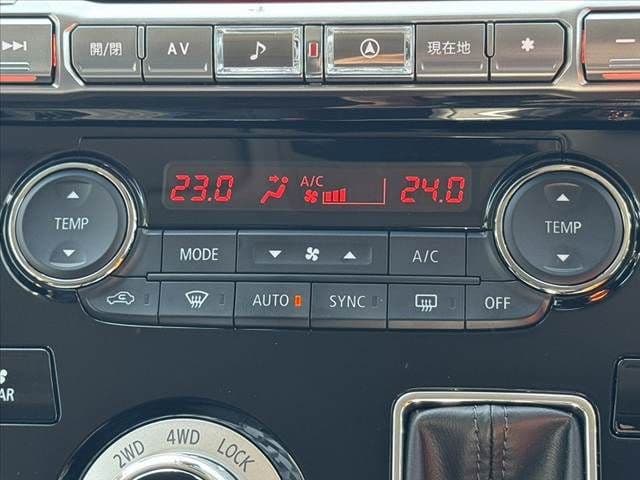 開/閉 AV 現在地 *
23.0 A/C 24.0
TEMP TEMP
MODE A/C
AUTO SYNC OFF
AR
2WD 4WD LOCK